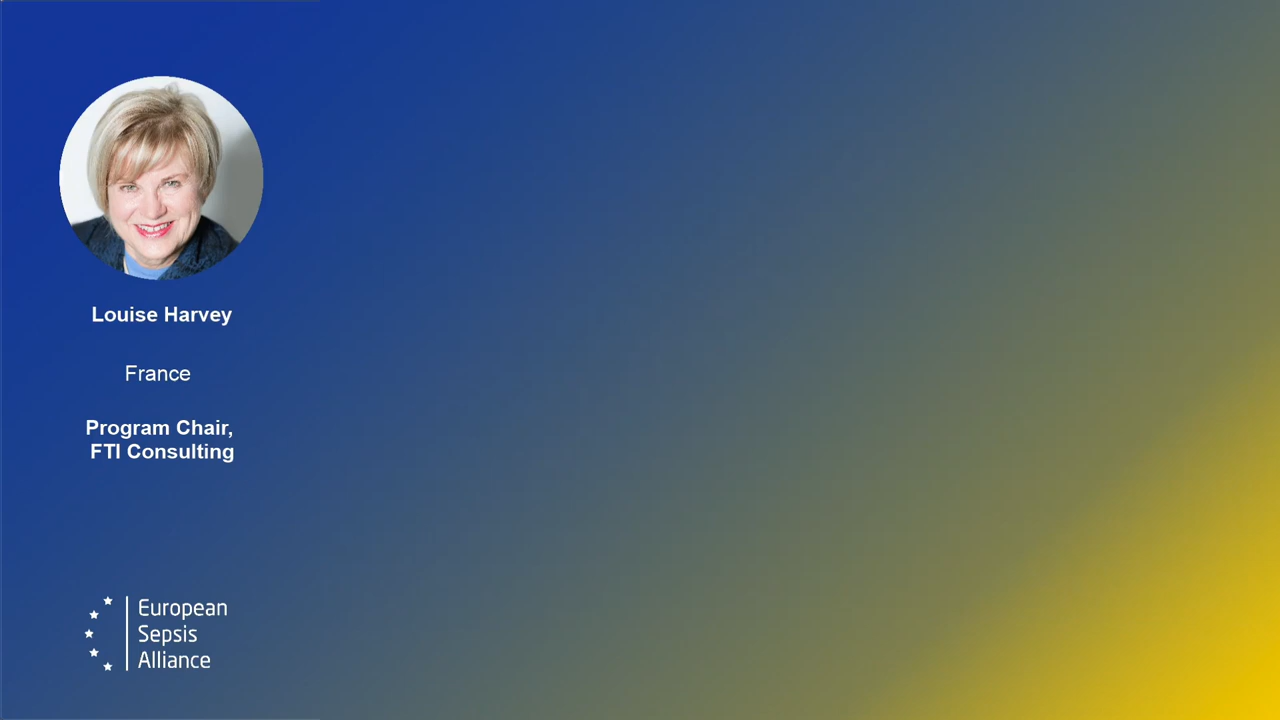 Louise Harvey
France
Program Chair,
FTI Consulting
European
Sepsis
Alliance